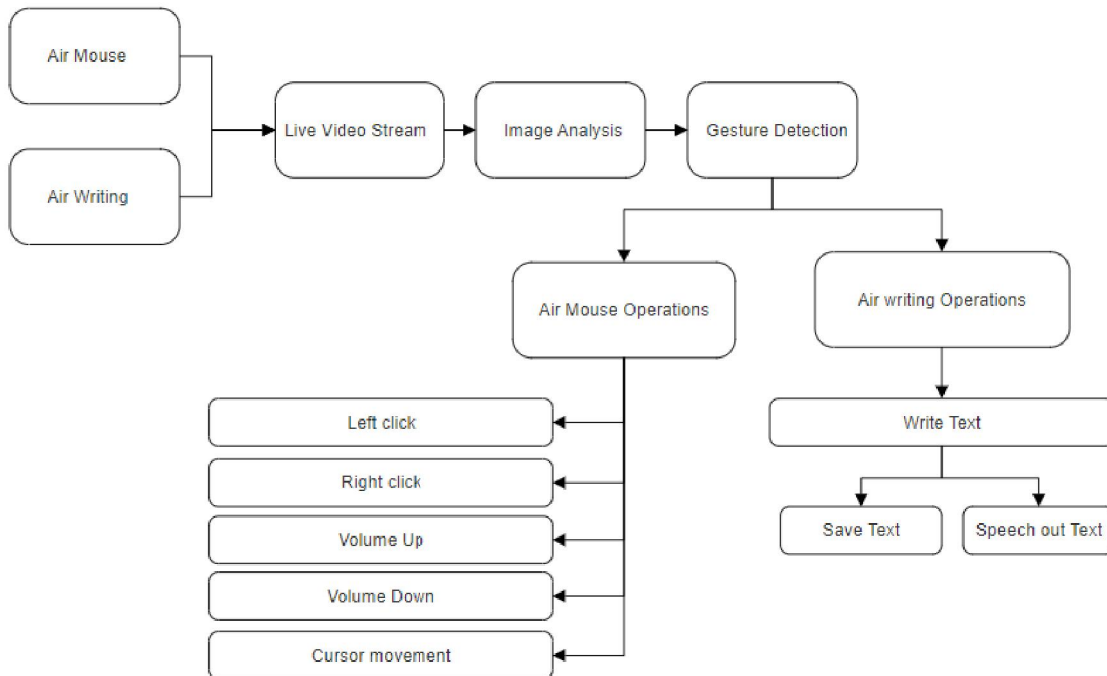 Air Mouse
Air Writing
Live Video Stream
Image Analysis
Gesture Detection
Air Mouse Operations
Air writing Operations
Left click
Right click
Volume Up
Volume Down
Cursor movement
Write Text
Save Text
Speech out Text